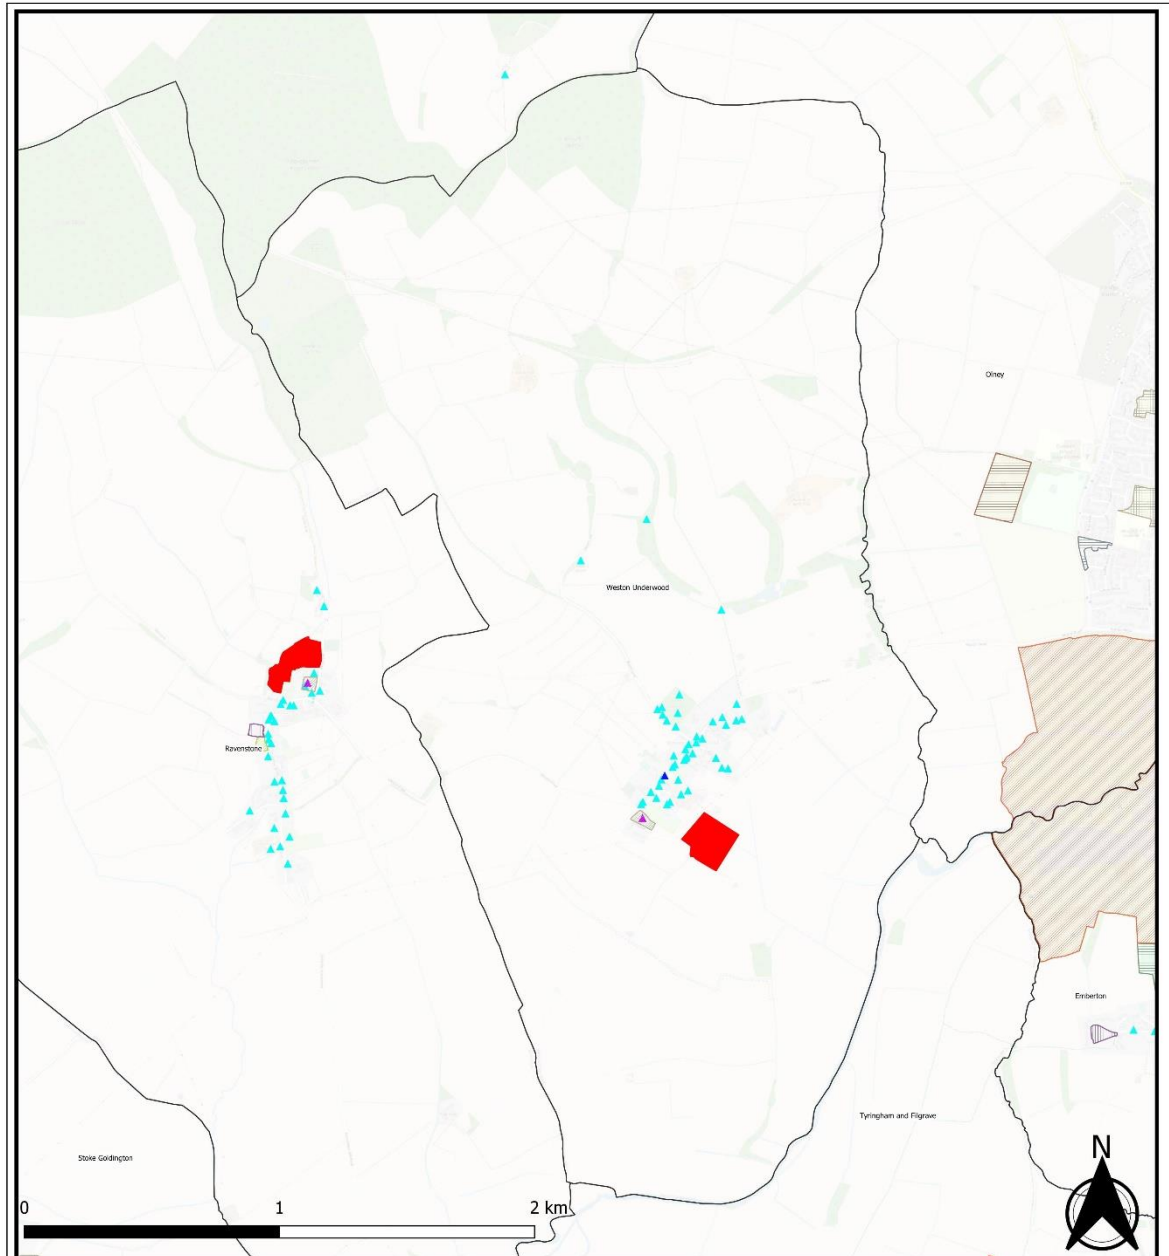 Olney
Weston Underwood
Ravenstone
Emberton
Tyringham and Filgrave
N
Stoke Goldington
0 1 2 km